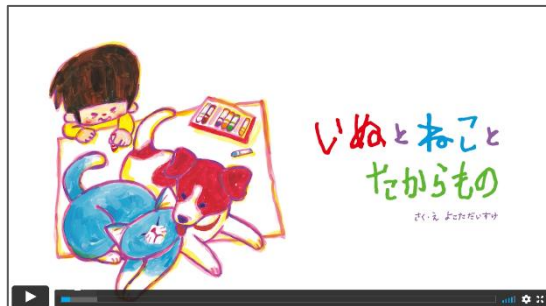 いぬとねこと
たからもの
さく・え よこただいすけ